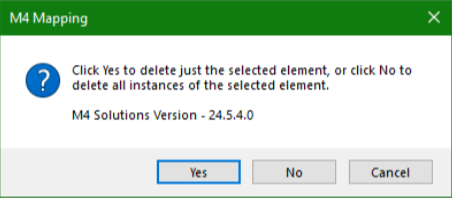 M4 Mapping
Click Yes to delete just the selected element, or click No to
delete all instances of the selected element.
M4 Solutions Version - 24.5.4.0
Yes No Cancel